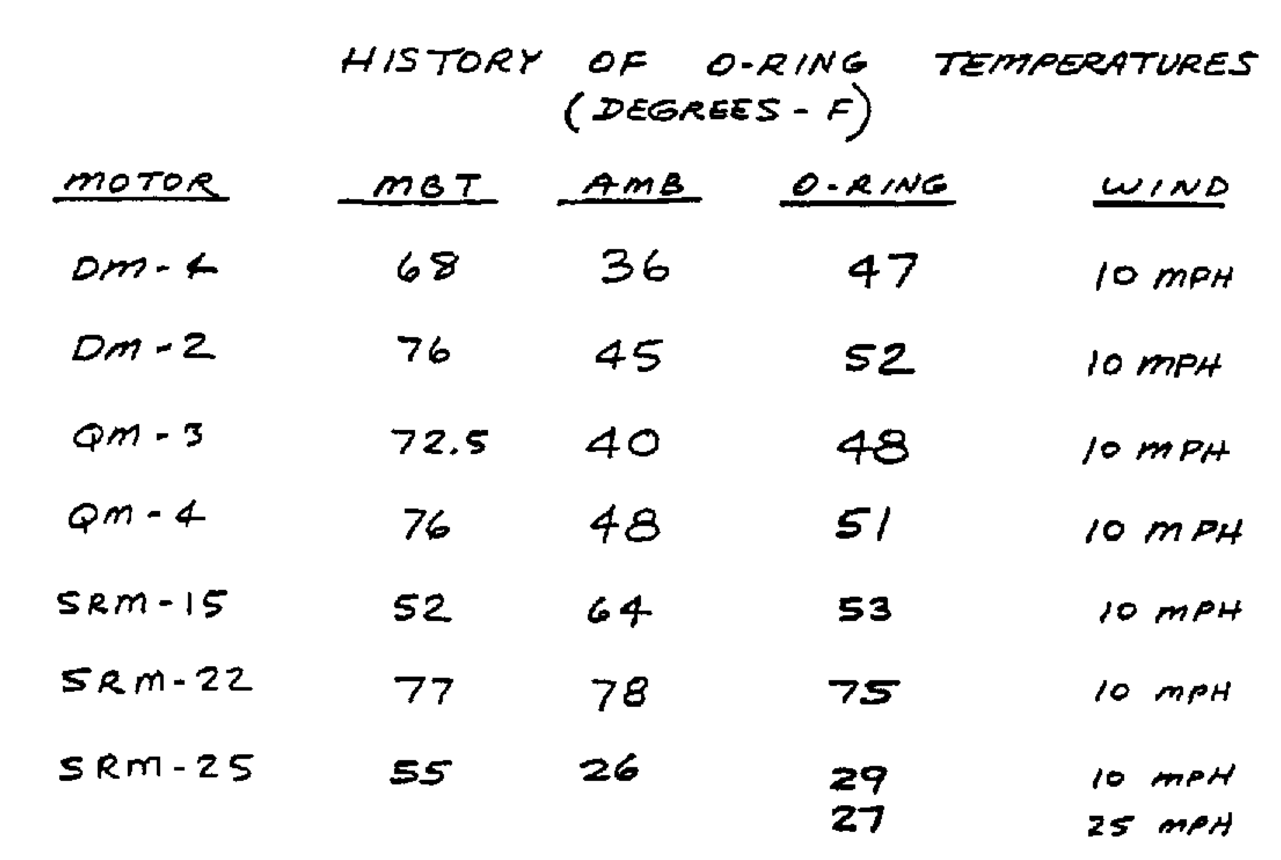 HISTORY OF O-RING TEMPERATURES
(DEGREES - F)
MOTOR MBT AMB O-RING WIND
DM-4 68 36 47 10 MPH
DM-2 76 45 52 10 MPH
QM-3 72.5 40 48 10 MPH
QM-4 76 48 51 10 MPH
SRM-15 52 64 53 10 MPH
SRM-22 77 78 75 10 MPH
SRM-25 55 26 29 10 MPH
27 25 MPH